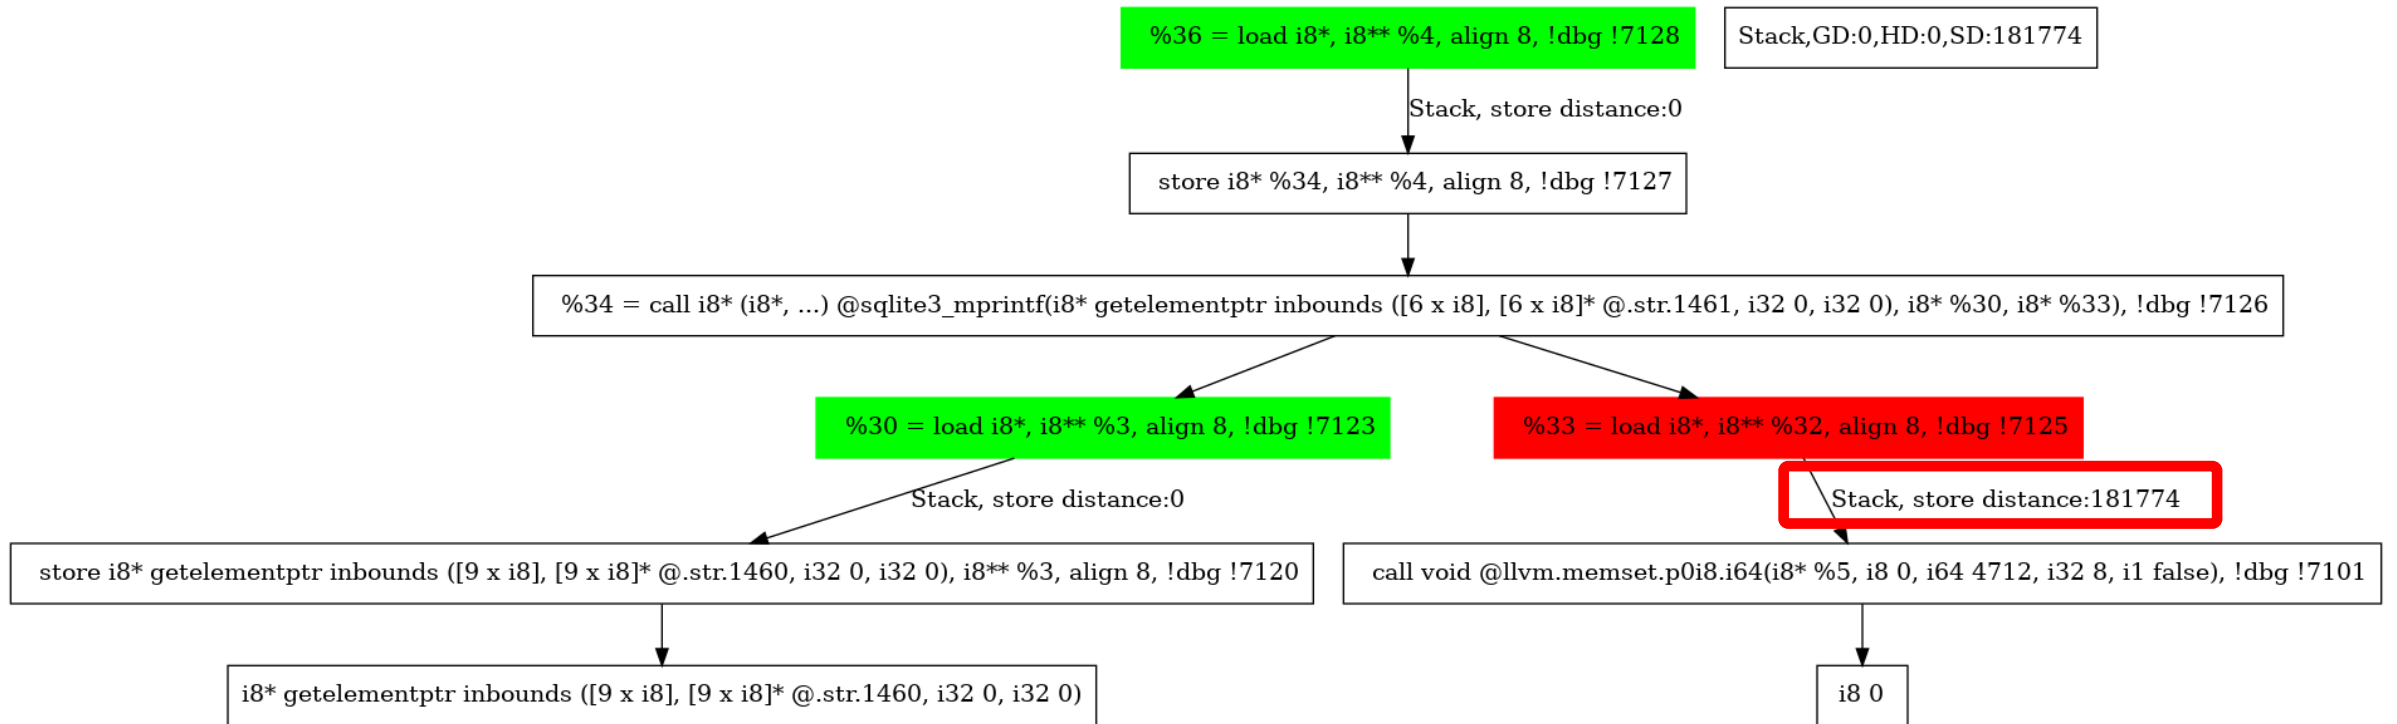 %36 = load i8*, i8** %4, align 8, !dbg !7128
Stack,GD:0,HD:0,SD:181774
Stack, store distance:0
store i8* %34, i8** %4, align 8, !dbg !7127
%34 = call i8* (i8*, ...) @sqlite3_mprintf(i8* getelementptr inbounds ([6 x i8], [6 x i8]* @.str.1461, i32 0, i32 0), i8* %30, i8* %33), !dbg !7126
%30 = load i8*, i8** %3, align 8, !dbg !7123
%33 = load i8*, i8** %32, align 8, !dbg !7125
Stack, store distance:0
Stack, store distance:181774
store i8* getelementptr inbounds ([9 x i8], [9 x i8]* @.str.1460, i32 0, i32 0), i8** %3, align 8, !dbg !7120
call void @llvm.memset.p0i8.i64(i8* %5, i8 0, i64 4712, i32 8, i1 false), !dbg !7101
i8* getelementptr inbounds ([9 x i8], [9 x i8]* @.str.1460, i32 0, i32 0)
i8 0